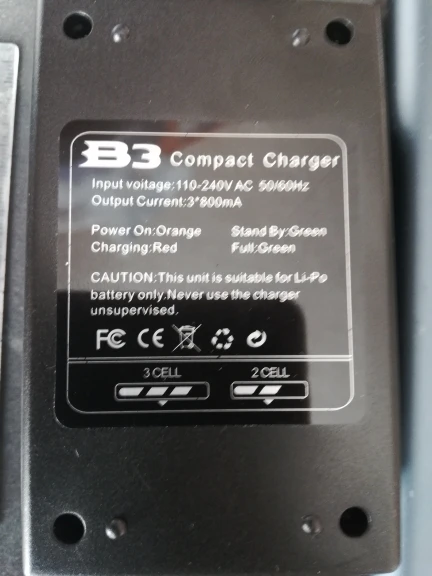 B3 Compact Charger
Input voltage:110-240V AC 50/60Hz
Output Current:3*800mA
Power On:Orange Stand By:Green
Charging:Red Full:Green
CAUTION:This unit is suitable for Li-Po
battery only.Never use the charger
unsupervised.
FC CE
3 CELL 2 CELL